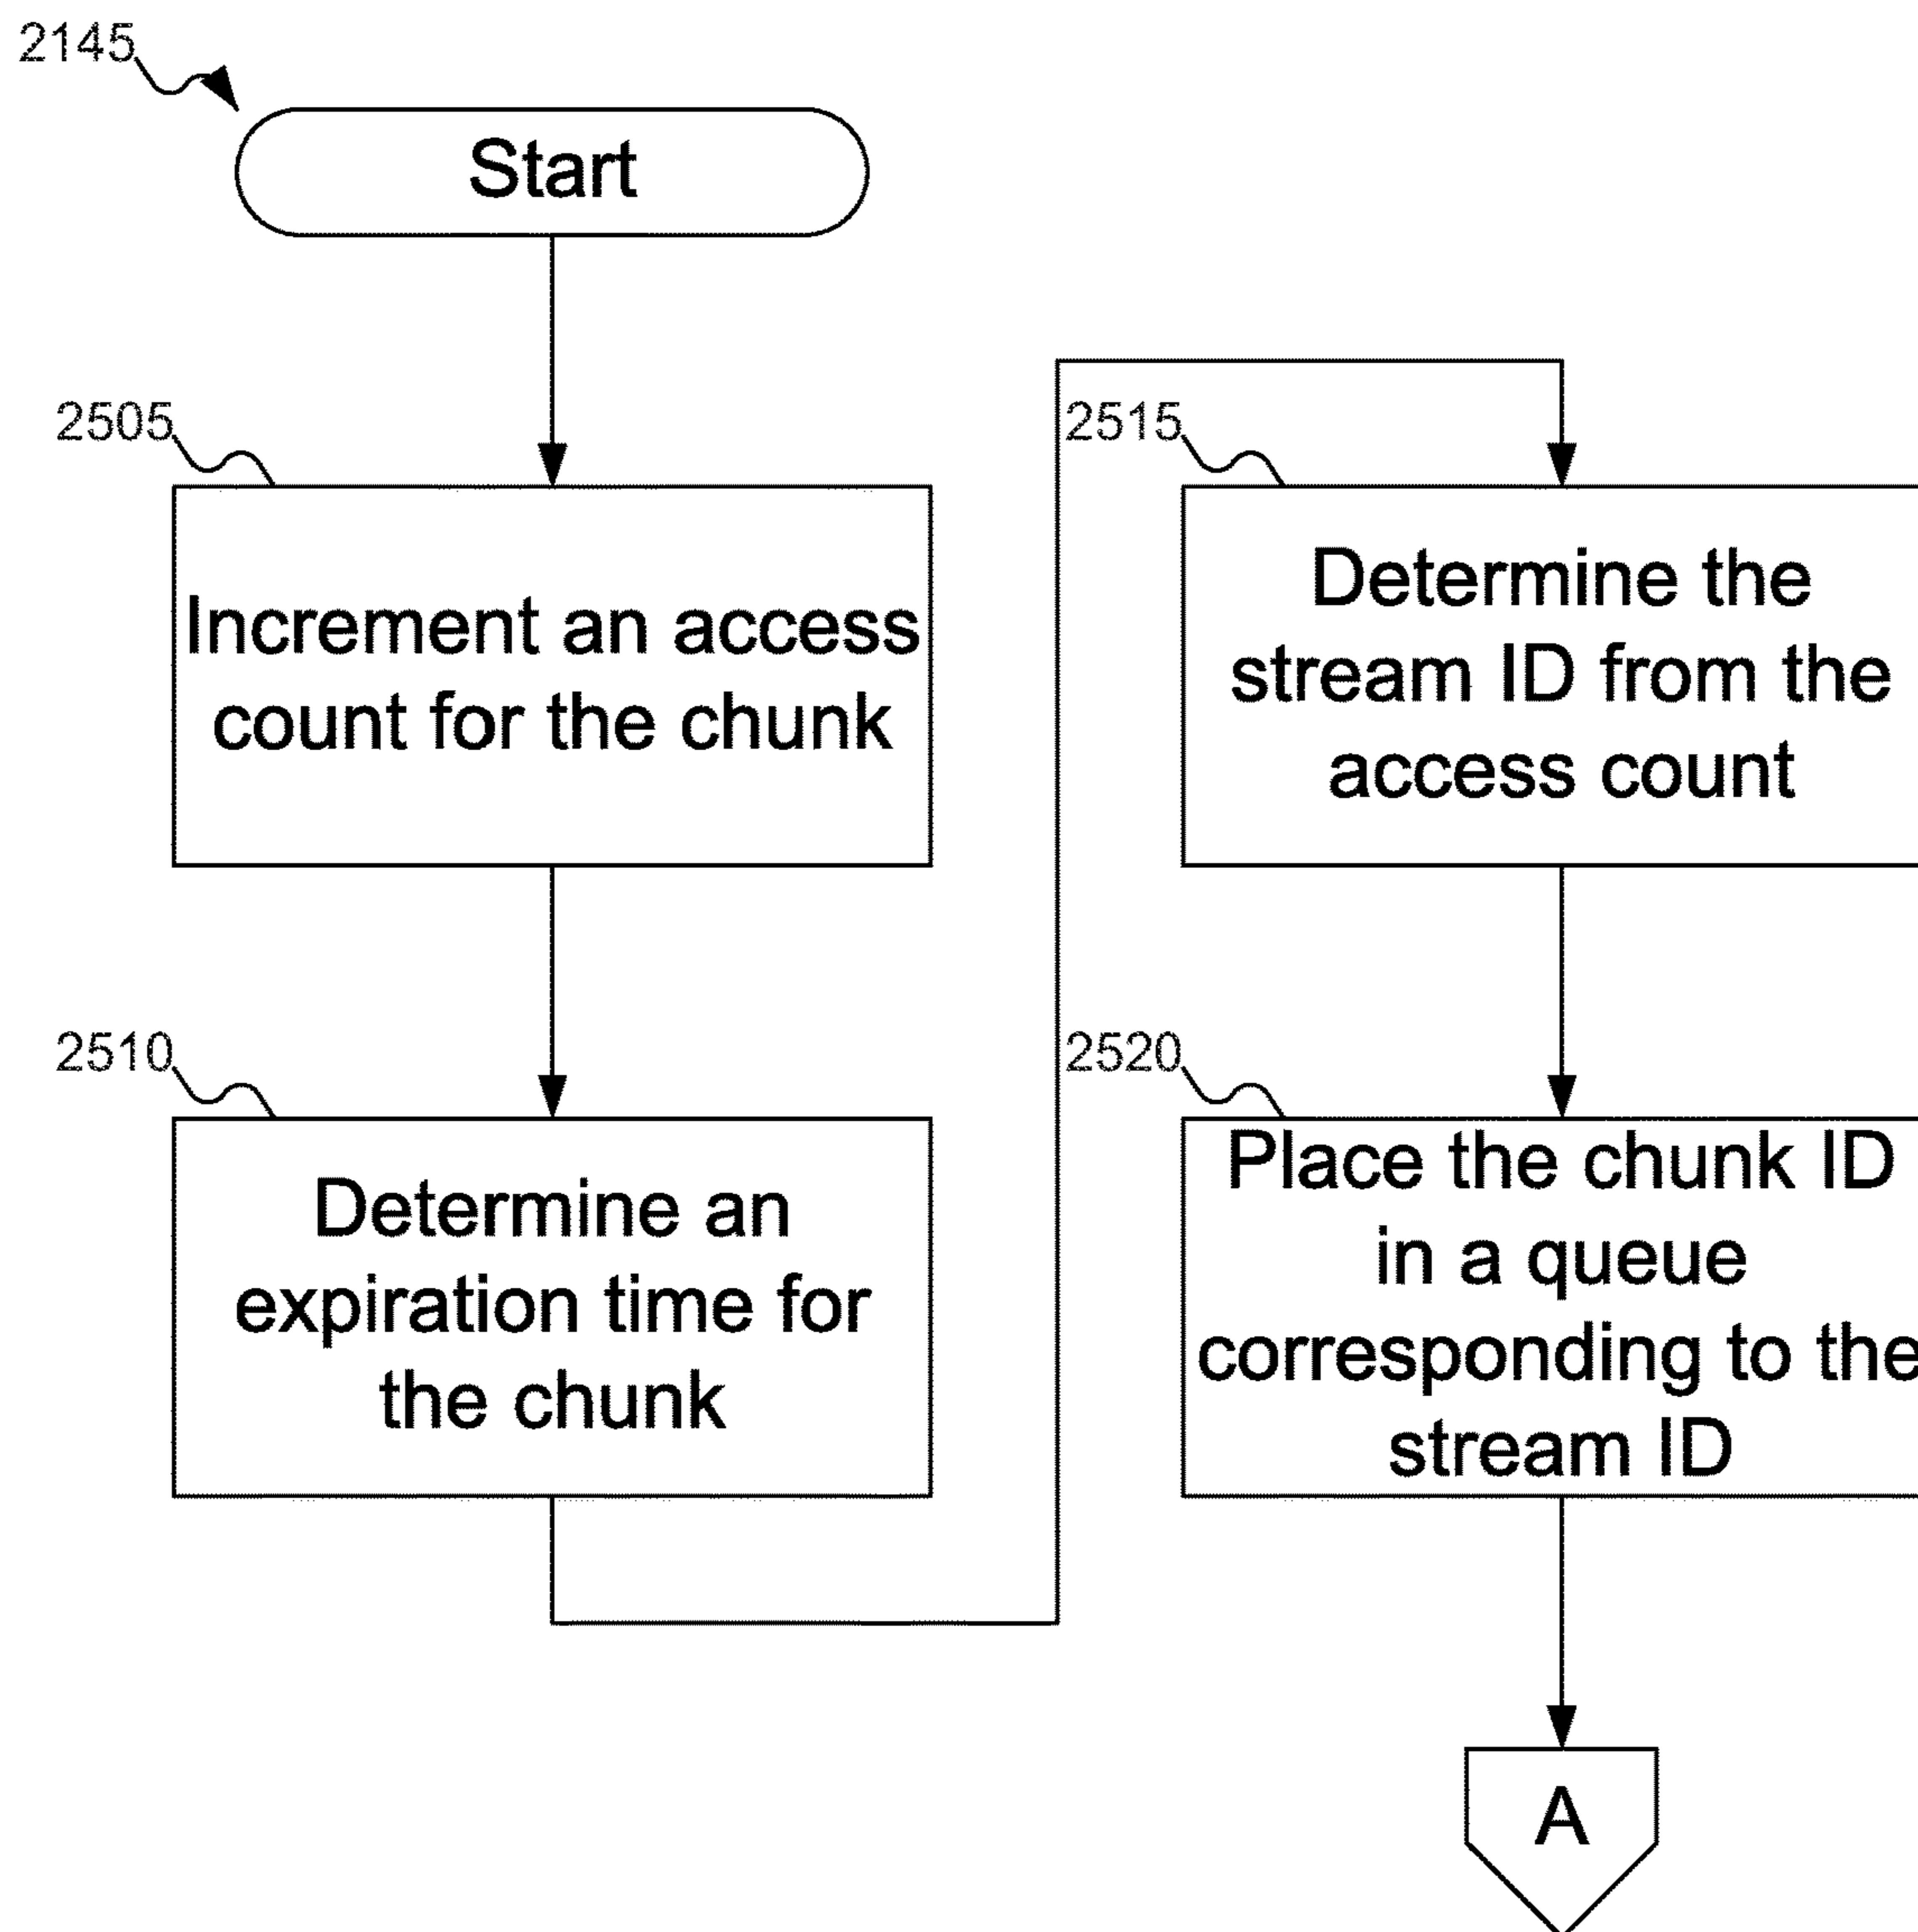 2145
Start
2505
Increment an access
count for the chunk
2510
Determine an
expiration time for
the chunk
2515
Determine the
stream ID from the
access count
2520
Place the chunk ID
in a queue
corresponding to the
stream ID
A